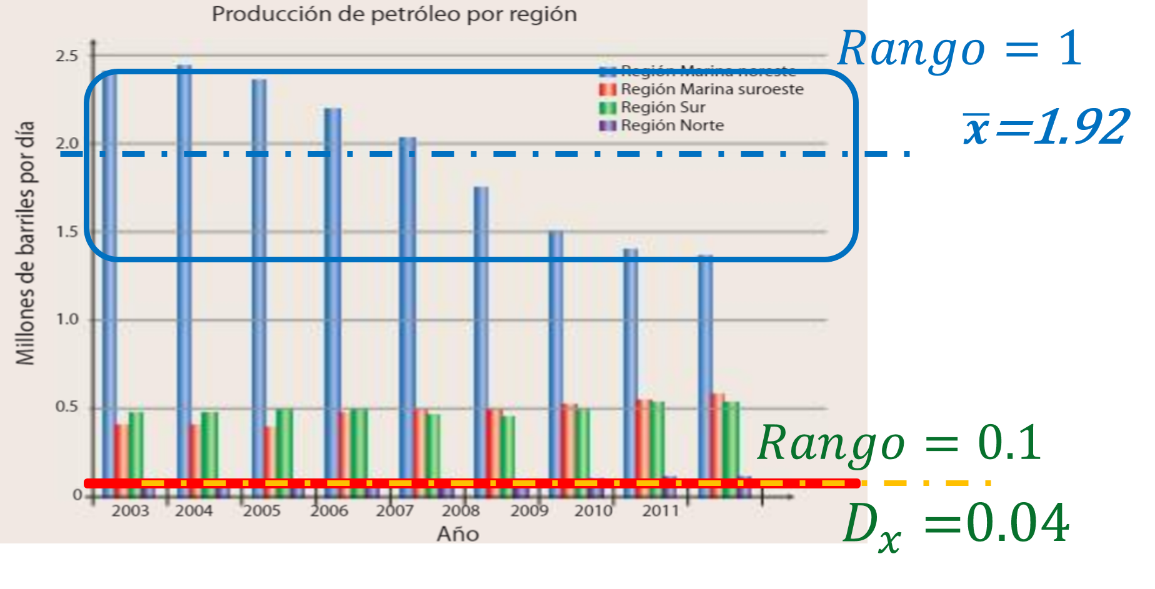 Producción de petróleo por región
Rango = 1
x̅=1.92
Millones de barriles por día
2.5
2.0
1.5
1.0
0.5
0
Región Marina noreste
Región Marina suroeste
Región Sur
Región Norte
Rango = 0.1
Dₓ =0.04
2003 2004 2005 2006 2007 2008 2009 2010 2011
Año